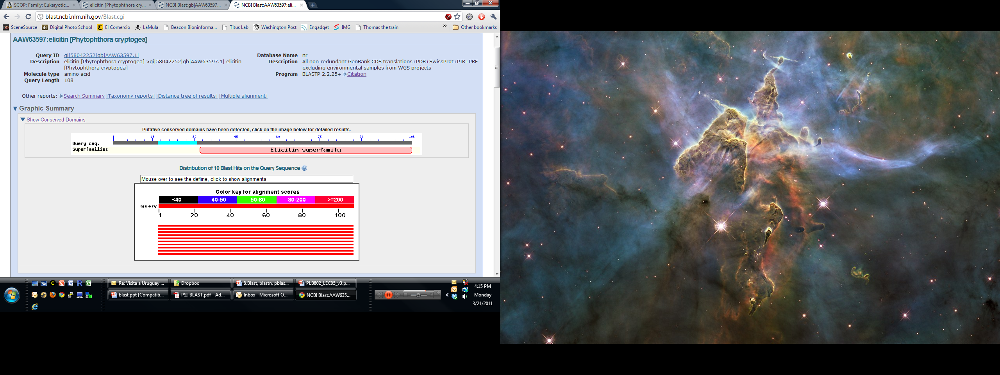 SCOP: Family: Eukaryotic...
elicitin [Phytophthora cry...
NCBI Blast:gb|AAW63597...
NCBI Blast:AAW63597:eli...
blast.ncbi.nlm.nih.gov/Blast.cgi
SceneSource
Digital Photo School
El Comercio
LaMula
Beacon Bioninforma...
Titus Lab
Washington Post
Engadget
IMG
Thomas the train
»
Other bookmarks
AAW63597:elicitin [Phytophthora cryptogea]
Query ID gi|58042252|gb|AAW63597.1|
Description elicitin [Phytophthora cryptogea] >gi|58042252|gb|AAW63597.1| elicitin
[Phytophthora cryptogea]
Molecule type amino acid
Query Length 108
Database Name nr
Description All non-redundant GenBank CDS translations+PDB+SwissProt+PIR+PRF
excluding environmental samples from WGS projects
Program BLASTP 2.2.25+ Citation
Other reports: Search Summary [Taxonomy reports] [Distance tree of results] [Multiple alignment]
Graphic Summary
Show Conserved Domains
Putative conserved domains have been detected, click on the image below for detailed results.
1 15 30 45 60 75 90 108
Query seq.
Superfamilies Elicitin superfamily
Distribution of 10 Blast Hits on the Query Sequence
Mouse over to see the defline, click to show alignments
Color key for alignment scores
<40 40-50 50-80 80-200 >=200
Query
1 20 40 60 80 100
Re: Visita a Uruguay ...
Dropbox
8.Blast, blastn, pblas...
PLB802_LEC05_v3.p...
blast.ppt [Compatib...
PSI-BLAST.pdf - Ad...
Inbox - Microsoft O...
NCBI Blast:AAW635...
4:15 PM
Monday
3/21/2011